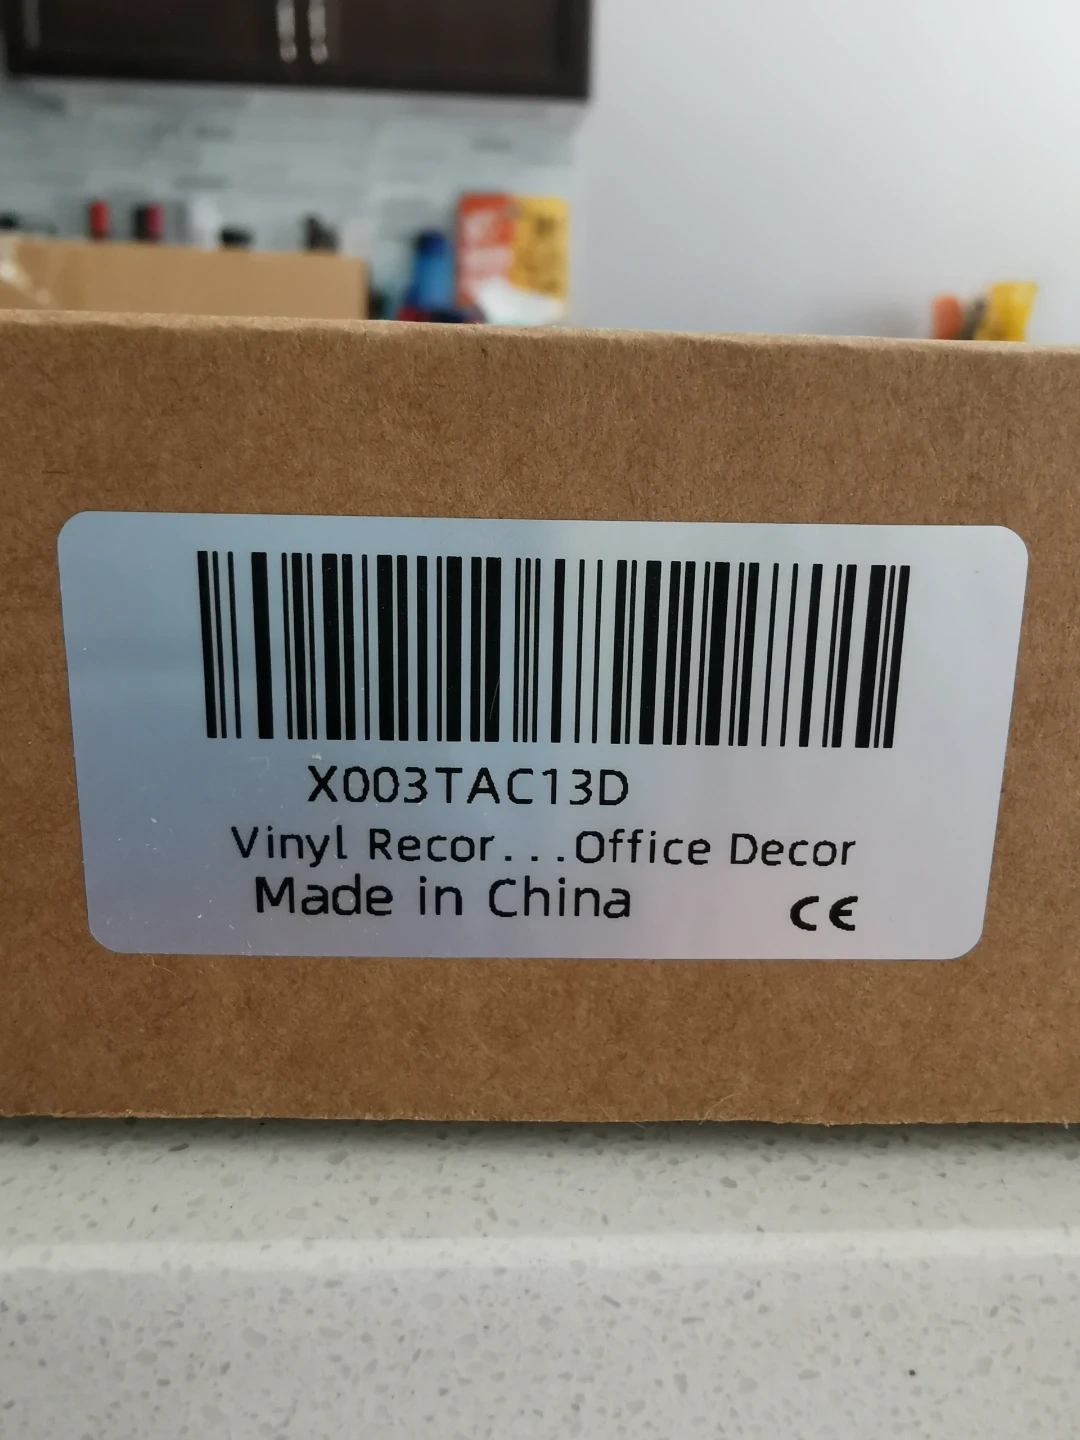 X003TAC13D
Vinyl Recor...Office Decor
Made in China
CE